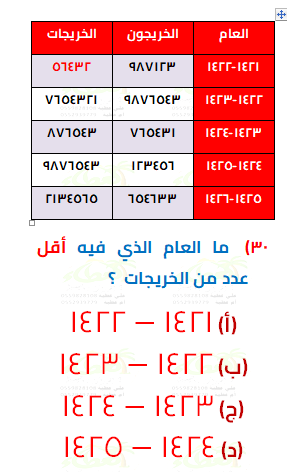 العام الخريجون الخريجات
١٤٢١-١٤٢٢ ٩٨٧١٢٣ ٥٦٤٣٢
١٤٢٢-١٤٢٣ ٩٨٧٦٥٤٣ ٧٦٥٤٣٢١
١٤٢٣-١٤٢٤ ٧٦٥٤٣١ ٨٧٦٥٤٣
١٤٢٤-١٤٢٥ ١٢٣٤٥٦ ٩٨٧٦٥٤٣
١٤٢٥-١٤٢٦ ٦٥٤٦٣٣ ٢١٣٤٥٦٥
٣٠) ما العام الذي فيه أقل
عدد من الخريجات ؟
(أ) ١٤٢١ – ١٤٢٢
(ب) ١٤٢٢ – ١٤٢٣
(ج) ١٤٢٣ – ١٤٢٤
(د) ١٤٢٤ – ١٤٢٥